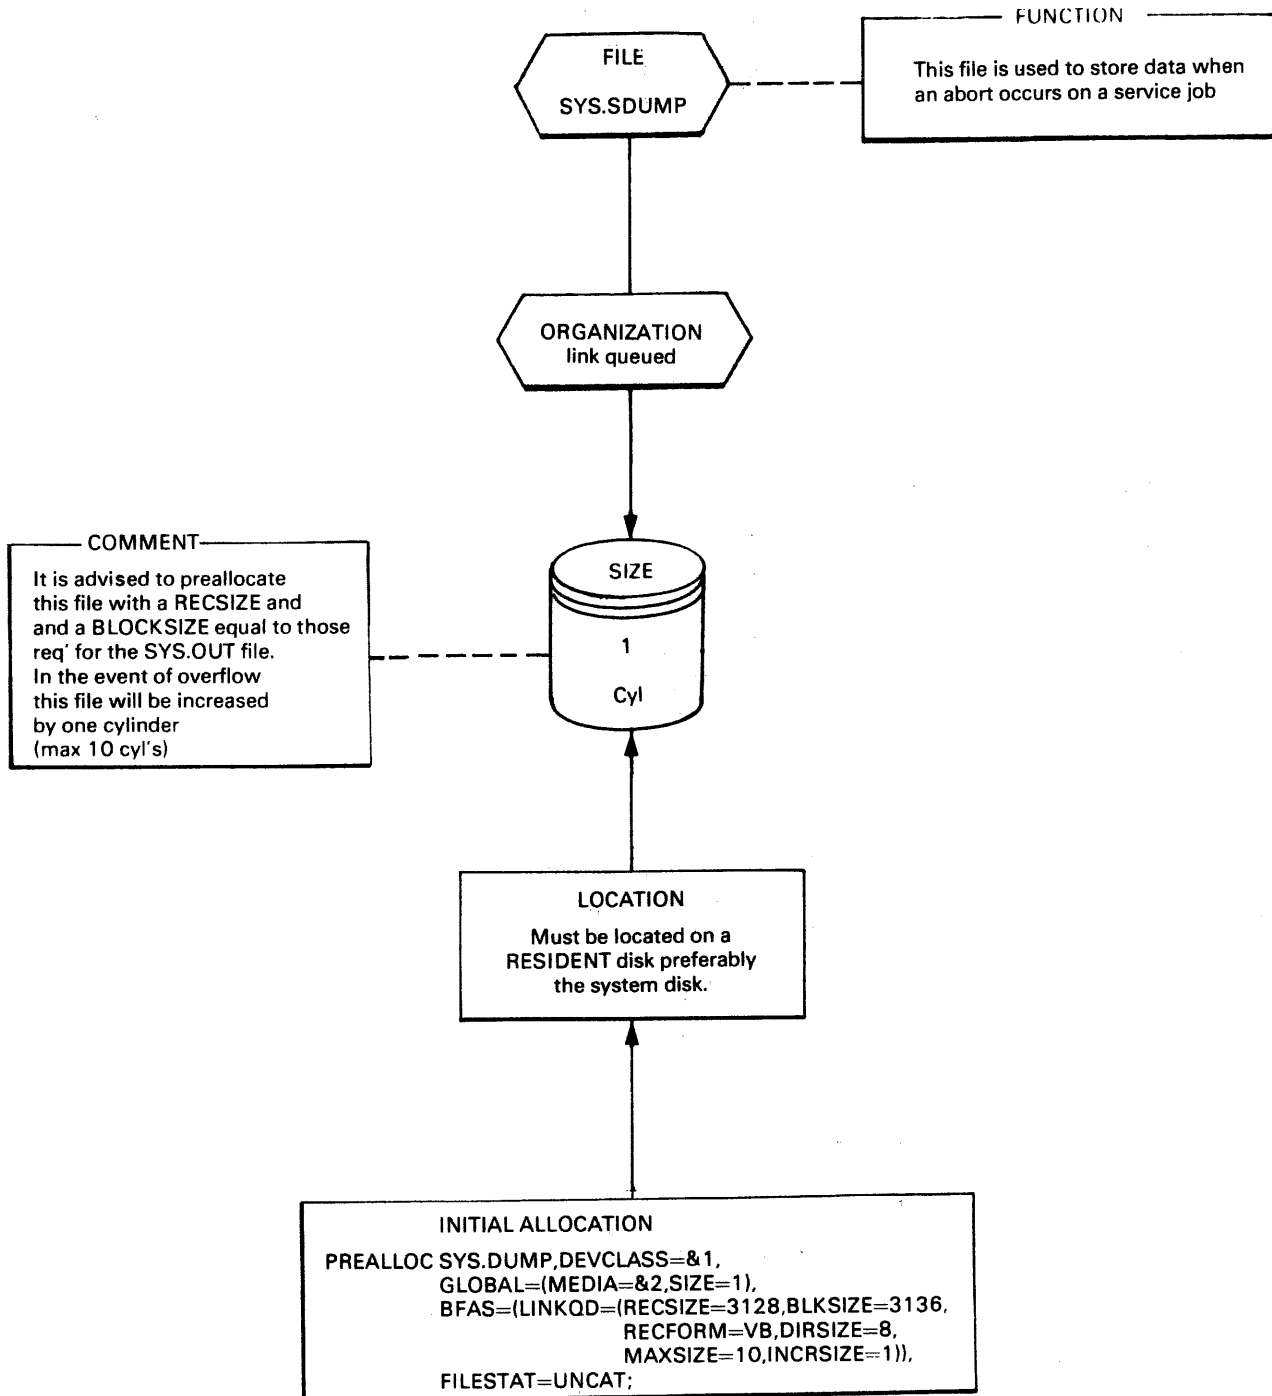 FUNCTION
FILE
SYS.SDUMP
This file is used to store data when
an abort occurs on a service job
ORGANIZATION
link queued
COMMENT
It is advised to preallocate
this file with a RECSIZE and
and a BLOCKSIZE equal to those
req' for the SYS.OUT file.
In the event of overflow
this file will be increased
by one cylinder
(max 10 cyl's)
SIZE
1
Cyl
LOCATION
Must be located on a
RESIDENT disk preferably
the system disk.
INITIAL ALLOCATION
PREALLOC SYS.DUMP,DEVCLASS=&1,
GLOBAL=(MEDIA=&2,SIZE=1),
BFAS=(LINKQD=(RECSIZE=3128,BLKSIZE=3136,
RECFORM=VB,DIRSIZE=8,
MAXSIZE=10,INCRSIZE=1)),
FILESTAT=UNCAT;